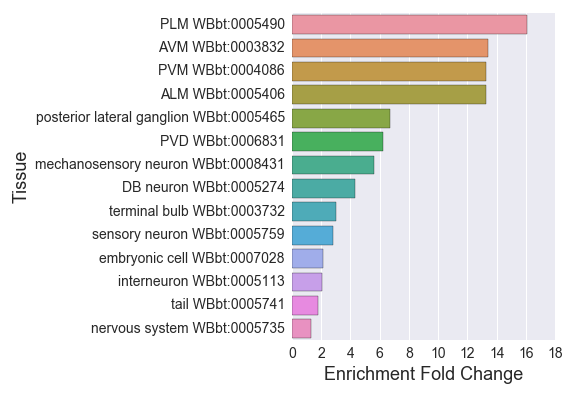 PLM WBbt:0005490
AVM WBbt:0003832
PVM WBbt:0004086
ALM WBbt:0005406
posterior lateral ganglion WBbt:0005465
PVD WBbt:0006831
mechanosensory neuron WBbt:0008431
DB neuron WBbt:0005274
terminal bulb WBbt:0003732
sensory neuron WBbt:0005759
embryonic cell WBbt:0007028
interneuron WBbt:0005113
tail WBbt:0005741
nervous system WBbt:0005735
Tissue
0 2 4 6 8 10 12 14 16 18
Enrichment Fold Change